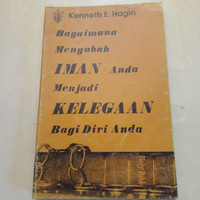 Kenneth E. Hagin
Bagaimana
Mengubah
IMAN Anda
Menjadi
KELEGAAN
Bagi Diri Anda